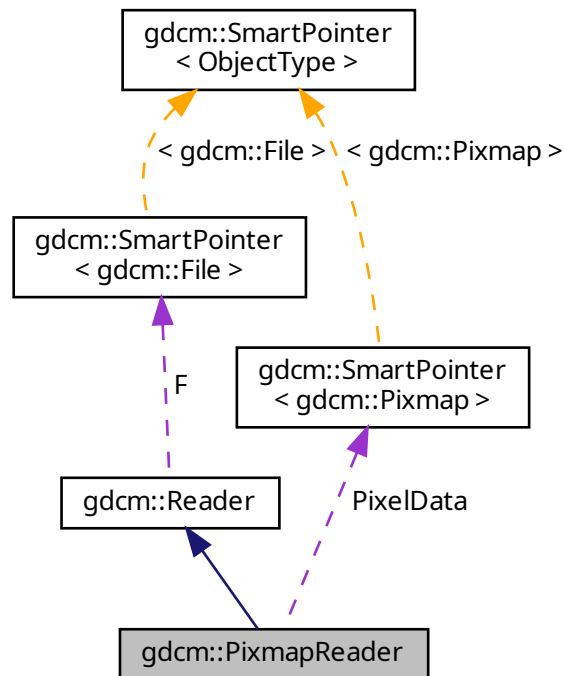 gdcm::SmartPointer
< ObjectType >
< gdcm::File >
< gdcm::Pixmap >
gdcm::SmartPointer
< gdcm::File >
gdcm::SmartPointer
< gdcm::Pixmap >
F
gdcm::Reader
PixelData
gdcm::PixmapReader